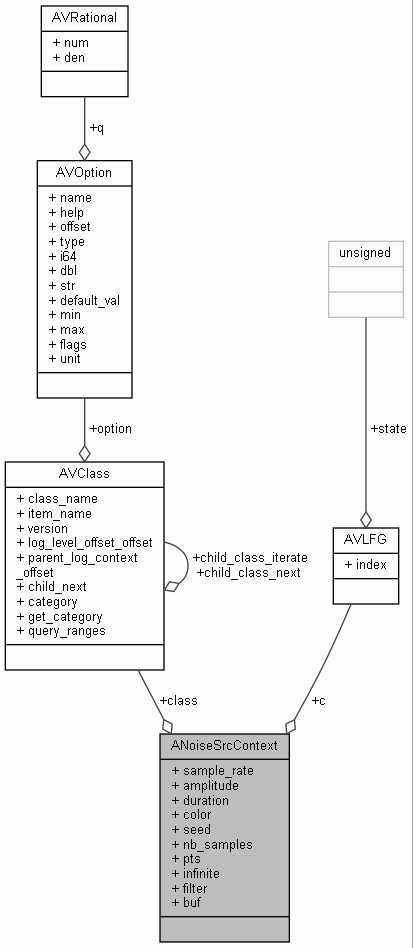 AVRational
+ num
+ den
+q
AVOption
+ name
+ help
+ offset
+ type
+ i64
+ dbl
+ str
+ default_val
+ min
+ max
+ flags
+ unit
unsigned
+option
+state
AVClass
+ class_name
+ item_name
+ version
+ log_level_offset_offset
+ parent_log_context
_offset
+ child_next
+ category
+ get_category
+ query_ranges
+child_class_iterate
+child_class_next
AVLFG
+ index
+class
+c
ANoiseSrcContext
+ sample_rate
+ amplitude
+ duration
+ color
+ seed
+ nb_samples
+ pts
+ infinite
+ filter
+ buf